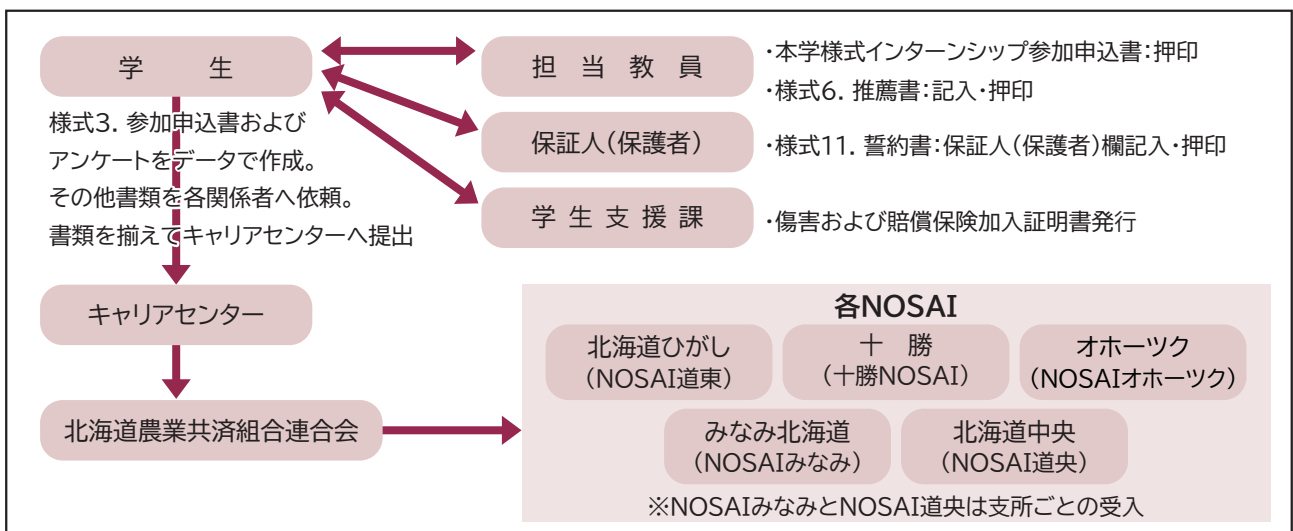 学　生
担当教員
・本学様式インターンシップ参加申込書：押印
・様式6．推薦書：記入・押印
様式3．参加申込書および
アンケートをデータで作成。
その他書類を各関係者へ依頼。
書類を揃えてキャリアセンターへ提出
保証人（保護者）
・様式11．誓約書：保証人（保護者）欄記入・押印
学生支援課
・傷害および賠償保険加入証明書発行
キャリアセンター
北海道農業共済組合連合会
各NOSAI
北海道ひがし
（NOSAI道東）
十　勝
（十勝NOSAI）
オホーツク
（NOSAIオホーツク）
みなみ北海道
（NOSAIみなみ）
北海道中央
（NOSAI道央）
※NOSAIみなみとNOSAI道央は支所ごとの受入